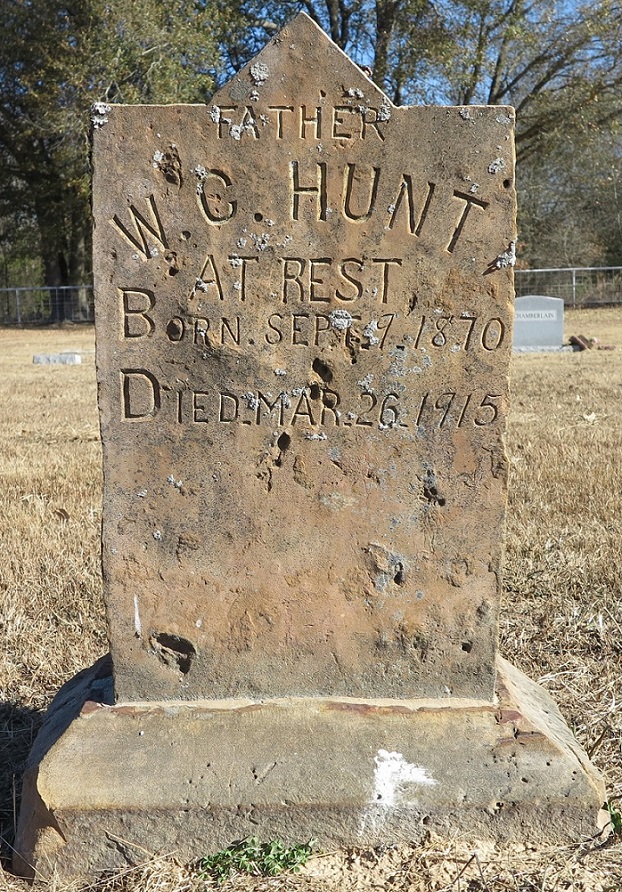 FATHER
W. C. HUNT
AT REST,
BORN. SEPT. 9. 1870
DIED. MAR. 26. 1915
CHAMBERLAIN